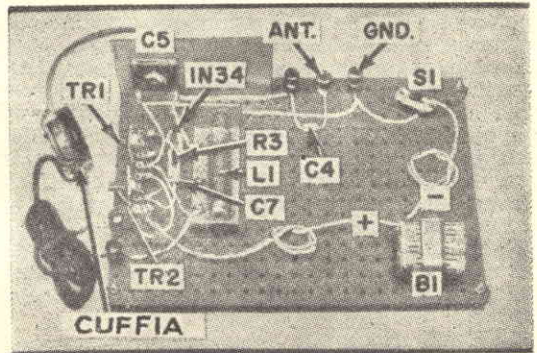 ANT.
GND.
C5
IN34
S1
TR1
R3
C4
L1
C7
+
−
TR2
B1
CUFFIA